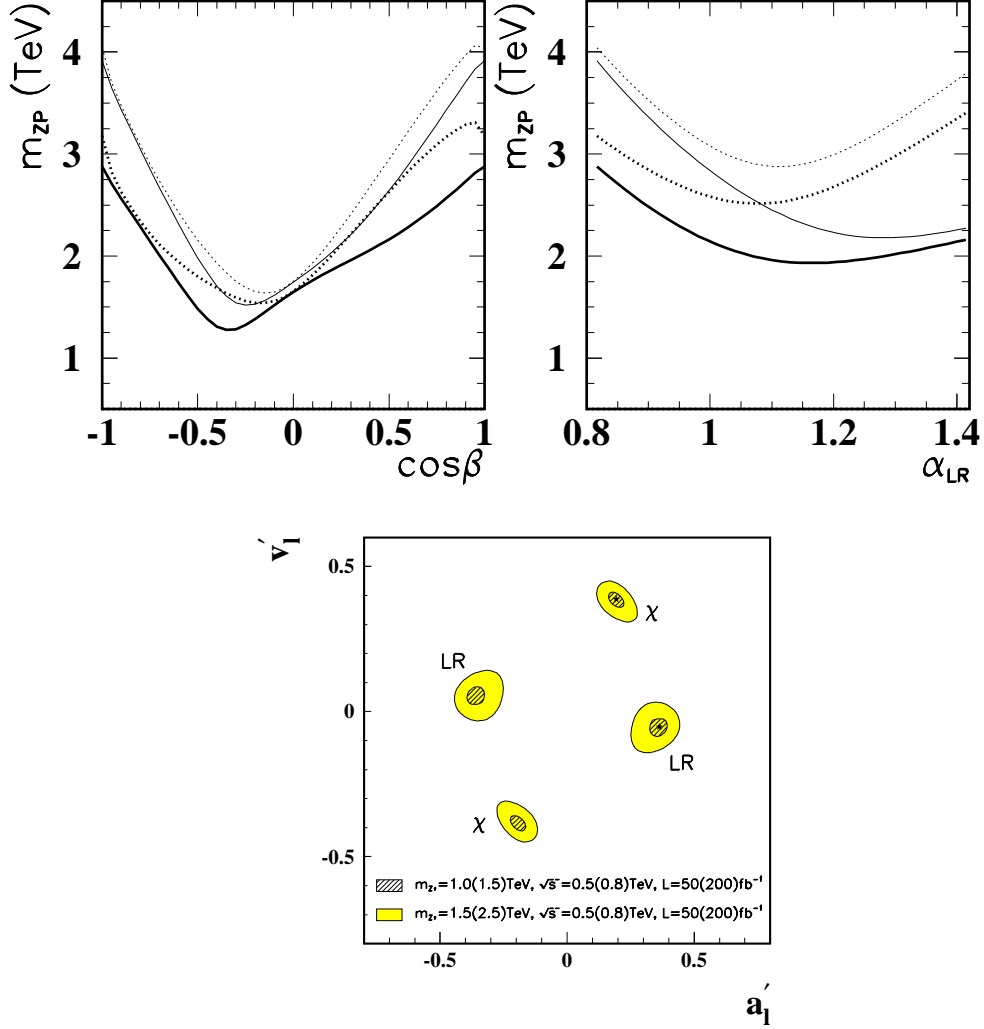 m_ZP (TeV)
4
3
2
1
-1 -0.5 0 0.5 1
cosβ
m_ZP (TeV)
4
3
2
1
0.8 1 1.2 1.4
α_LR
v_l′
0.5
0
-0.5
χ
LR
LR
χ
m_Z′=1.0(1.5)TeV, √s=0.5(0.8)TeV, L=50(200)fb⁻¹
m_Z′=1.5(2.5)TeV, √s=0.5(0.8)TeV, L=50(200)fb⁻¹
-0.5 0 0.5
a_l′